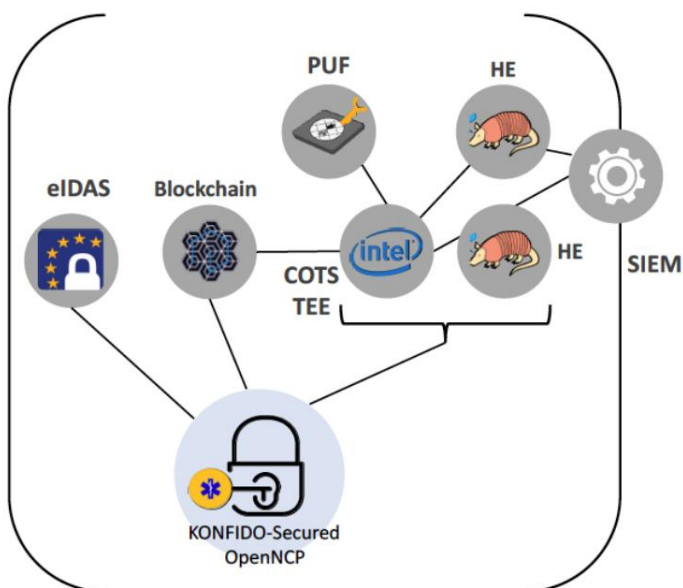 PUF
HE
eIDAS
Blockchain
intel
COTS
TEE
HE
SIEM
KONFIDO-Secured
OpenNCP